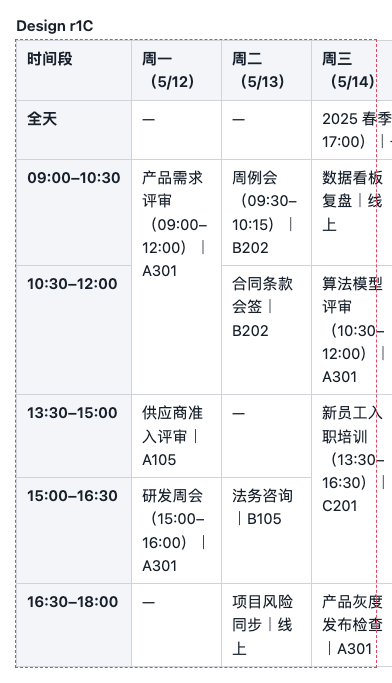 Design r1C
时间段
周一
（5/12）
周二
（5/13）
周三
（5/14）
全天
—
—
2025 春季
17:00）｜
09:00–10:30
产品需求
评审
（09:00–
12:00）｜
A301
周例会
（09:30–
10:15）｜
B202
数据看板
复盘｜线
上
10:30–12:00
合同条款
会签｜
B202
算法模型
评审
（10:30–
12:00）｜
A301
13:30–15:00
供应商准
入评审｜
A105
—
新员工入
职培训
（13:30–
16:30）｜
C201
15:00–16:30
研发周会
（15:00–
16:00）｜
A301
法务咨询
｜B105
16:30–18:00
—
项目风险
同步｜线
上
产品灰度
发布检查
｜A301